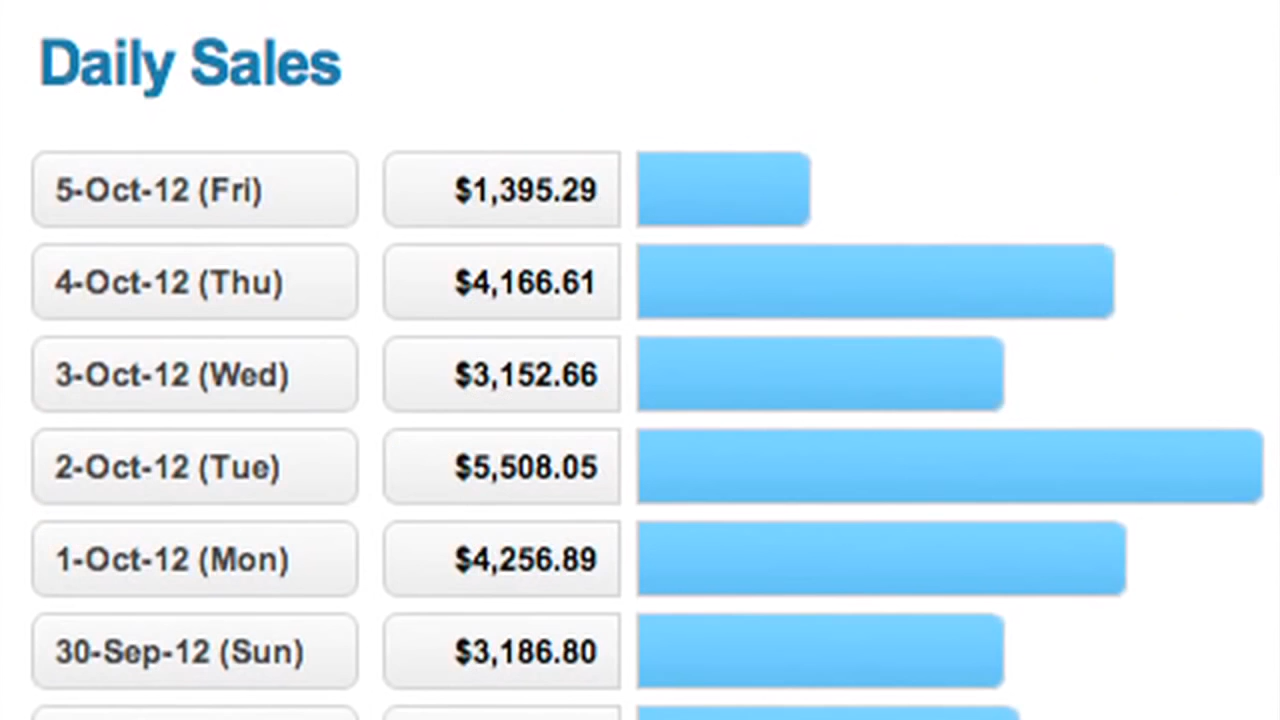 Daily Sales
5-Oct-12 (Fri) $1,395.29
4-Oct-12 (Thu) $4,166.61
3-Oct-12 (Wed) $3,152.66
2-Oct-12 (Tue) $5,508.05
1-Oct-12 (Mon) $4,256.89
30-Sep-12 (Sun) $3,186.80